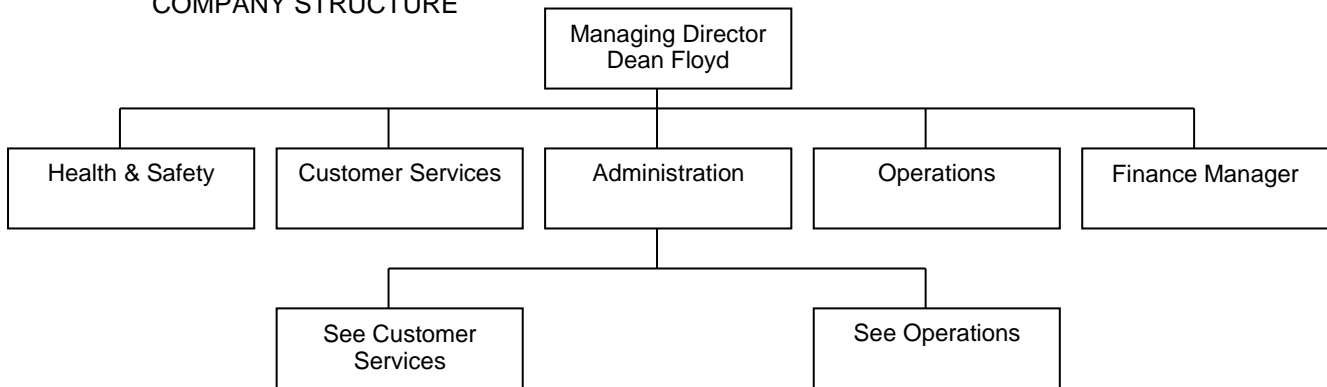 COMPANY STRUCTURE
Managing Director
Dean Floyd
Health & Safety
Customer Services
Administration
Operations
Finance Manager
See Customer
Services
See Operations